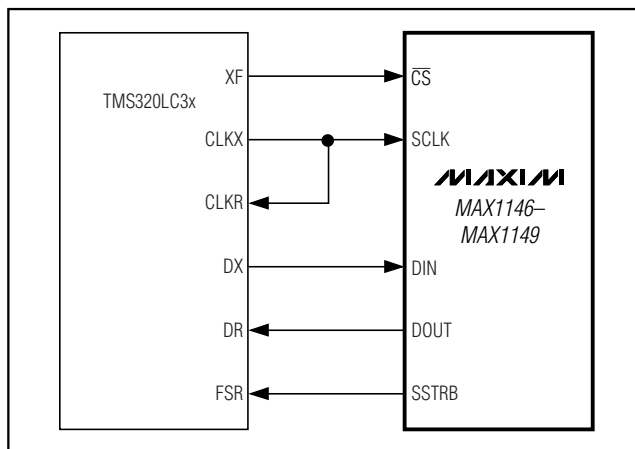 XF
CS
TMS320LC3x
CLKX
SCLK
MAXIM
CLKR
MAX1146–
MAX1149
DX
DIN
DR
DOUT
FSR
SSTRB